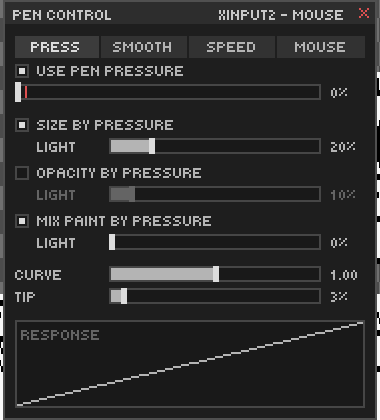 PEN CONTROL XINPUT2 - MOUSE ×
PRESS SMOOTH SPEED MOUSE
USE PEN PRESSURE
0%
SIZE BY PRESSURE
LIGHT 20%
OPACITY BY PRESSURE
LIGHT 10%
MIX PAINT BY PRESSURE
LIGHT 0%
CURVE 1.00
TIP 3%
RESPONSE